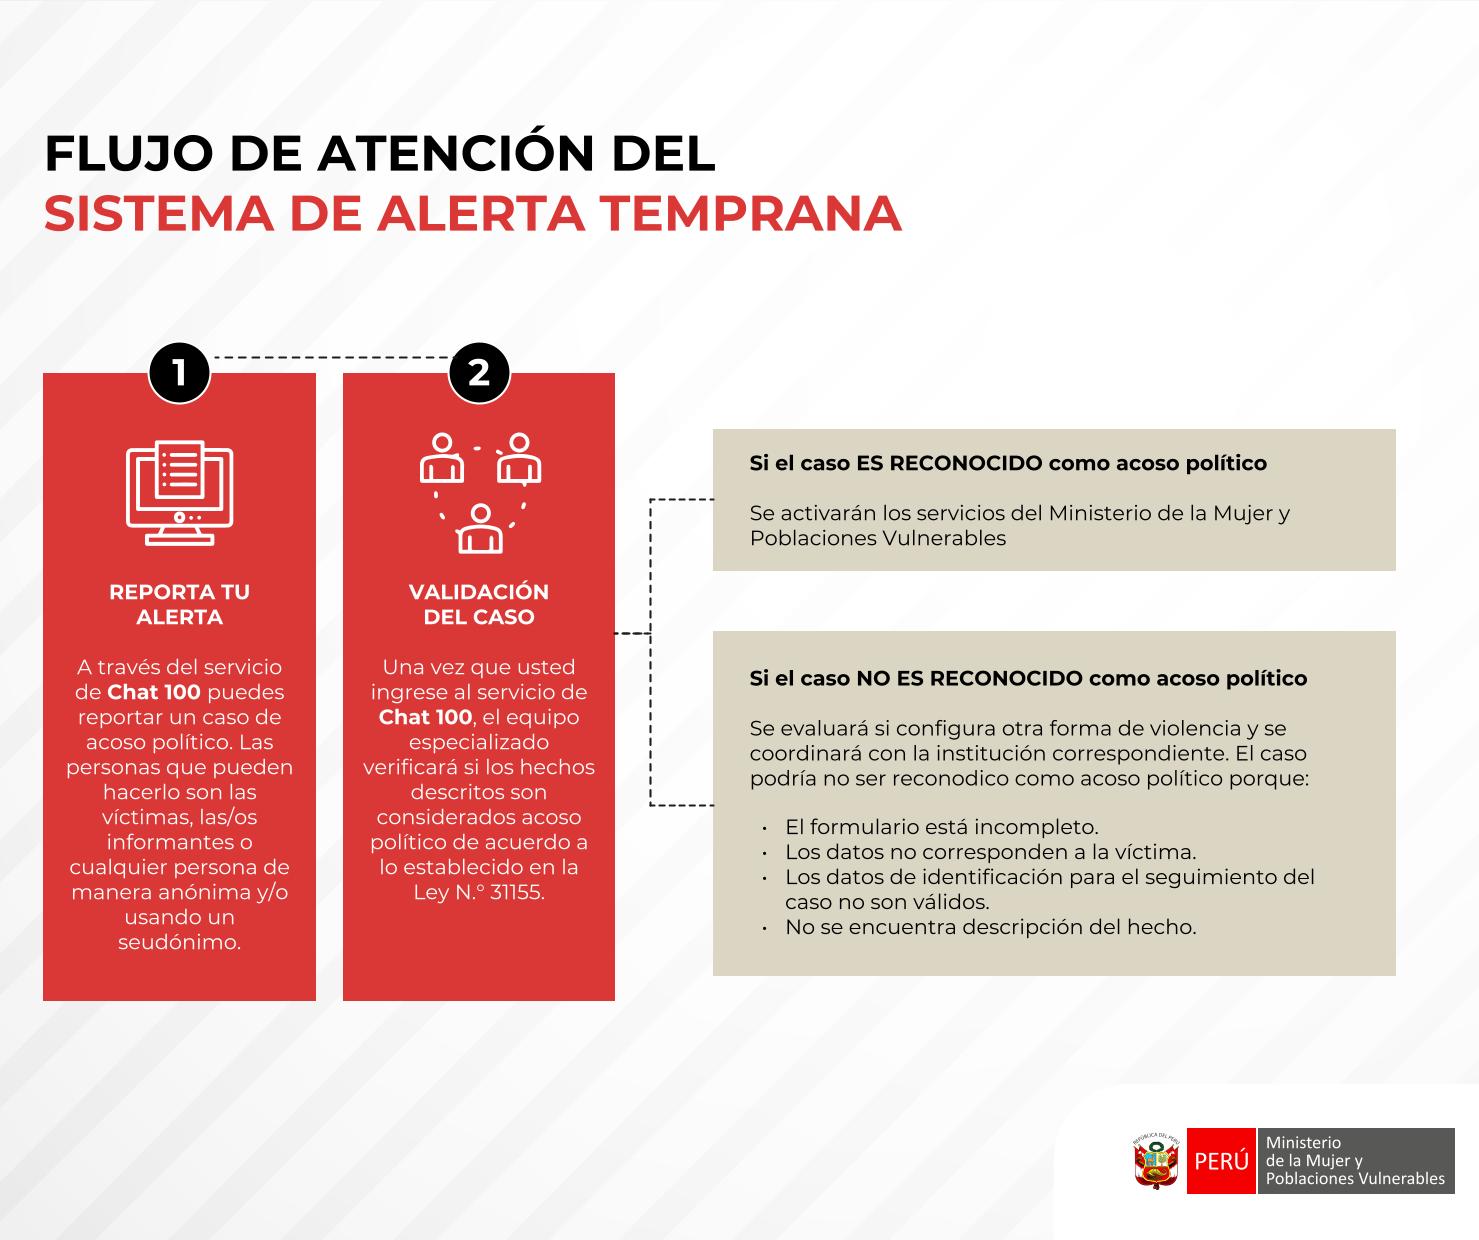 FLUJO DE ATENCIÓN DEL
SISTEMA DE ALERTA TEMPRANA
1
REPORTA TU
ALERTA
A través del servicio
de Chat 100 puedes
reportar un caso de
acoso político. Las
personas que pueden
hacerlo son las
víctimas, las/os
informantes o
cualquier persona de
manera anónima y/o
usando un
seudónimo.
2
VALIDACIÓN
DEL CASO
Una vez que usted
ingrese al servicio de
Chat 100, el equipo
especializado
verificará si los hechos
descritos son
considerados acoso
político de acuerdo a
lo establecido en la
Ley N.° 31155.
Si el caso ES RECONOCIDO como acoso político
Se activarán los servicios del Ministerio de la Mujer y
Poblaciones Vulnerables
Si el caso NO ES RECONOCIDO como acoso político
Se evaluará si configura otra forma de violencia y se
coordinará con la institución correspondiente. El caso
podría no ser reconodico como acoso político porque:
• El formulario está incompleto.
• Los datos no corresponden a la víctima.
• Los datos de identificación para el seguimiento del
caso no son válidos.
• No se encuentra descripción del hecho.
REPÚBLICA DEL PERÚ
PERÚ
Ministerio
de la Mujer y
Poblaciones Vulnerables